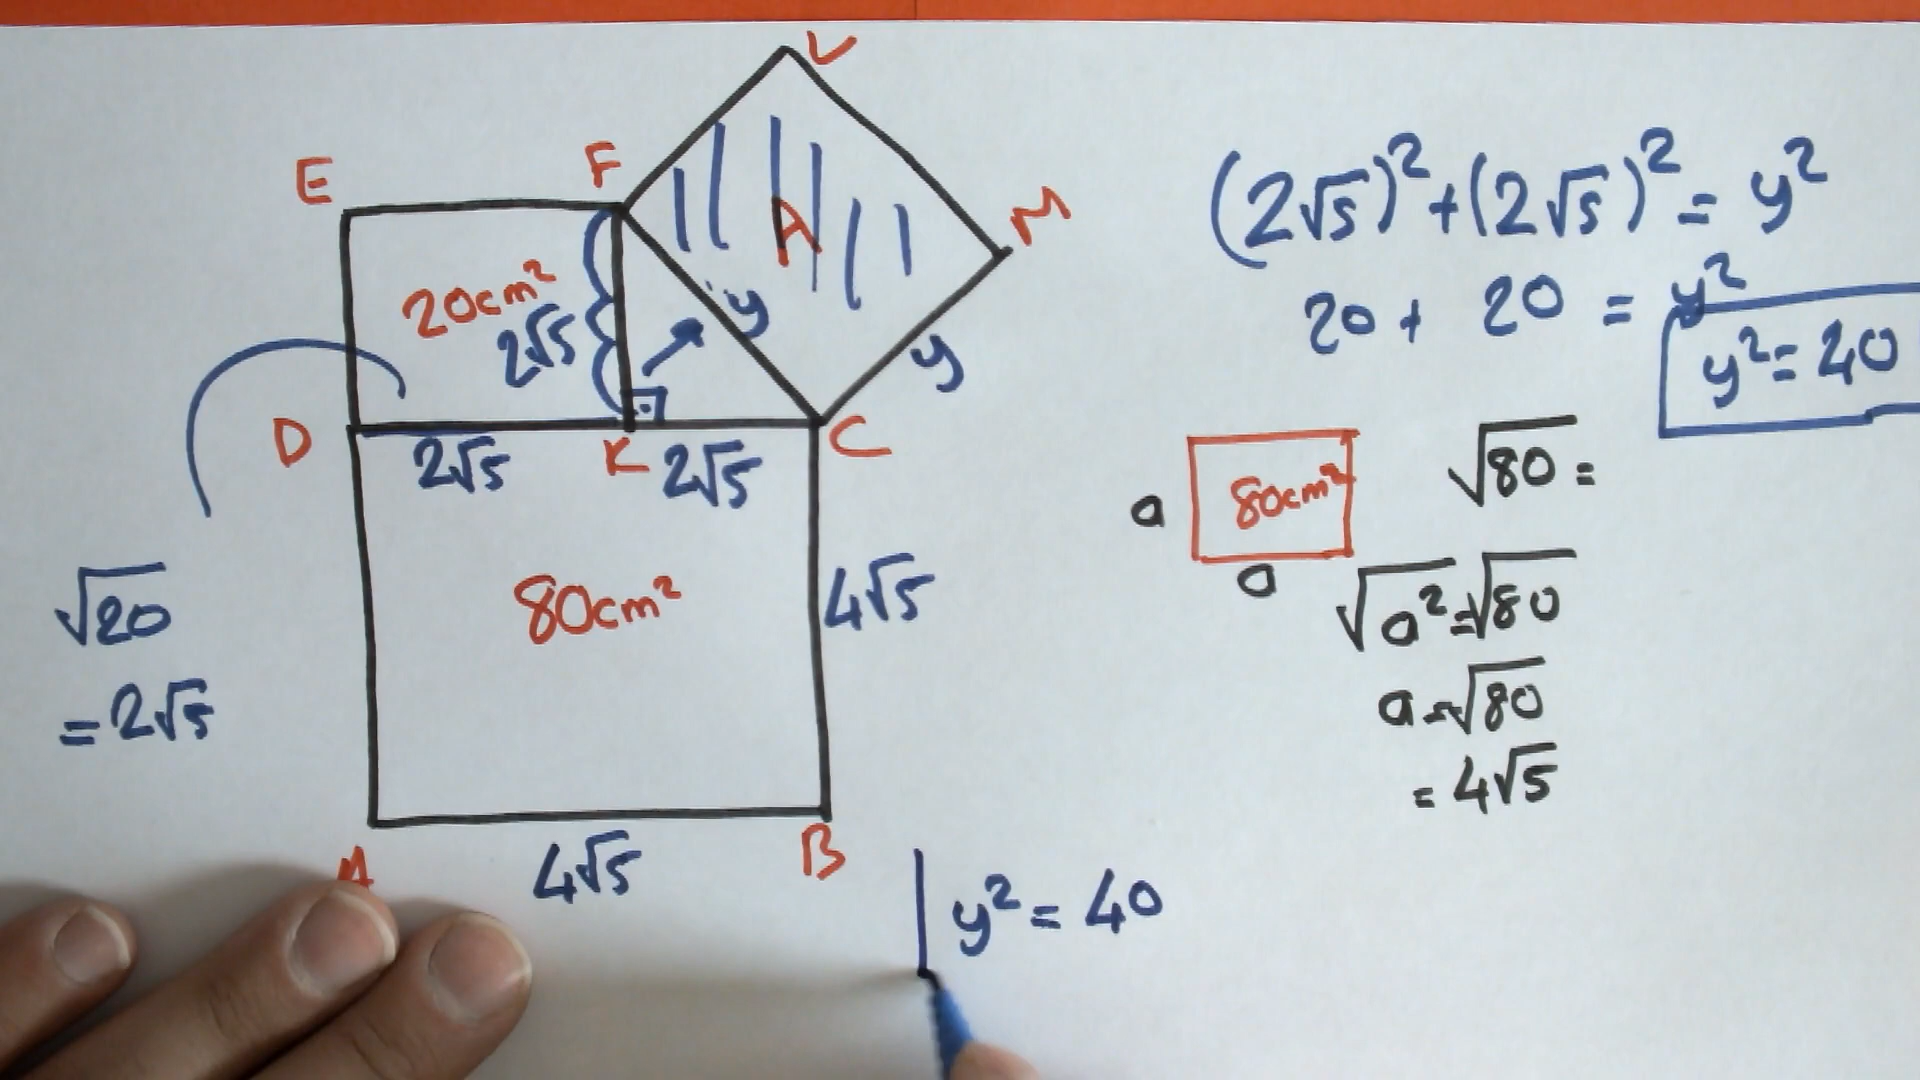 L
E
F
M
A
20cm²
2√5
y
y
D
2√5
K
2√5
C
80cm²
4√5
√20
= 2√5
A
4√5
B
(2√5)² + (2√5)² = y²
20 + 20 = y²
y² = 40
a
80cm²
a
√80 =
√a² = √80
a = √80
= 4√5
y² = 40